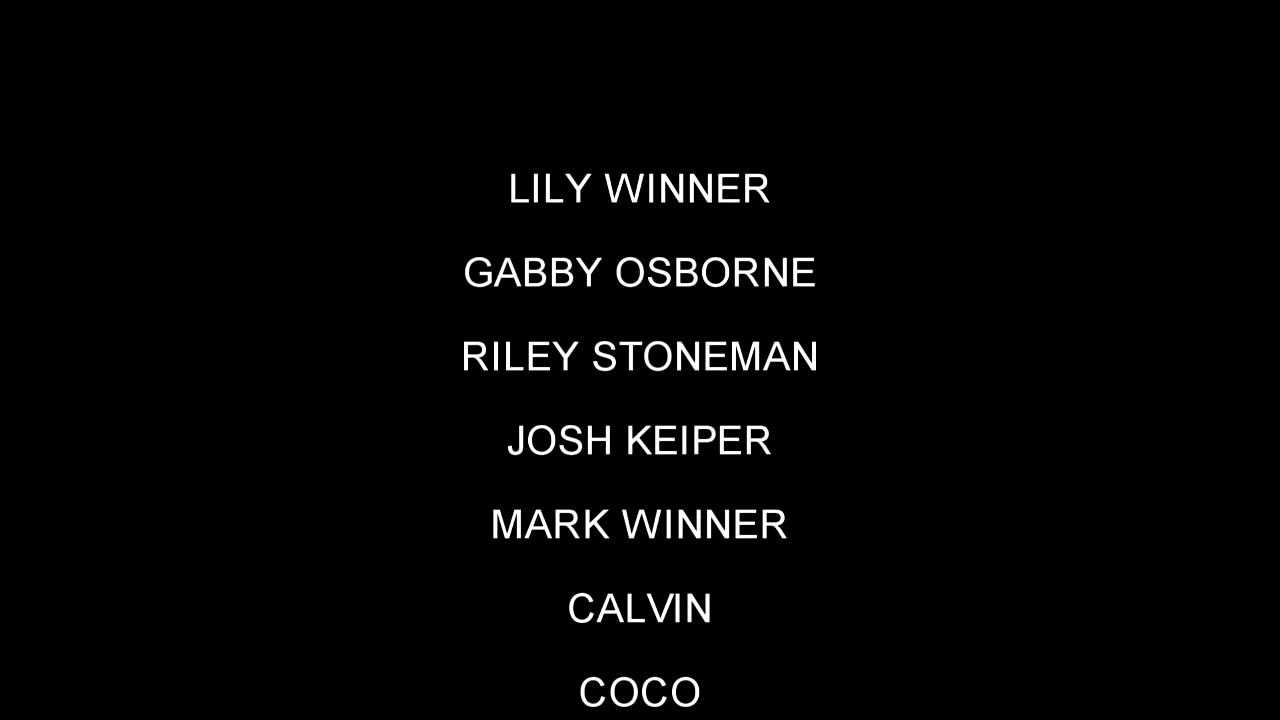 LILY WINNER
GABBY OSBORNE
RILEY STONEMAN
JOSH KEIPER
MARK WINNER
CALVIN
COCO